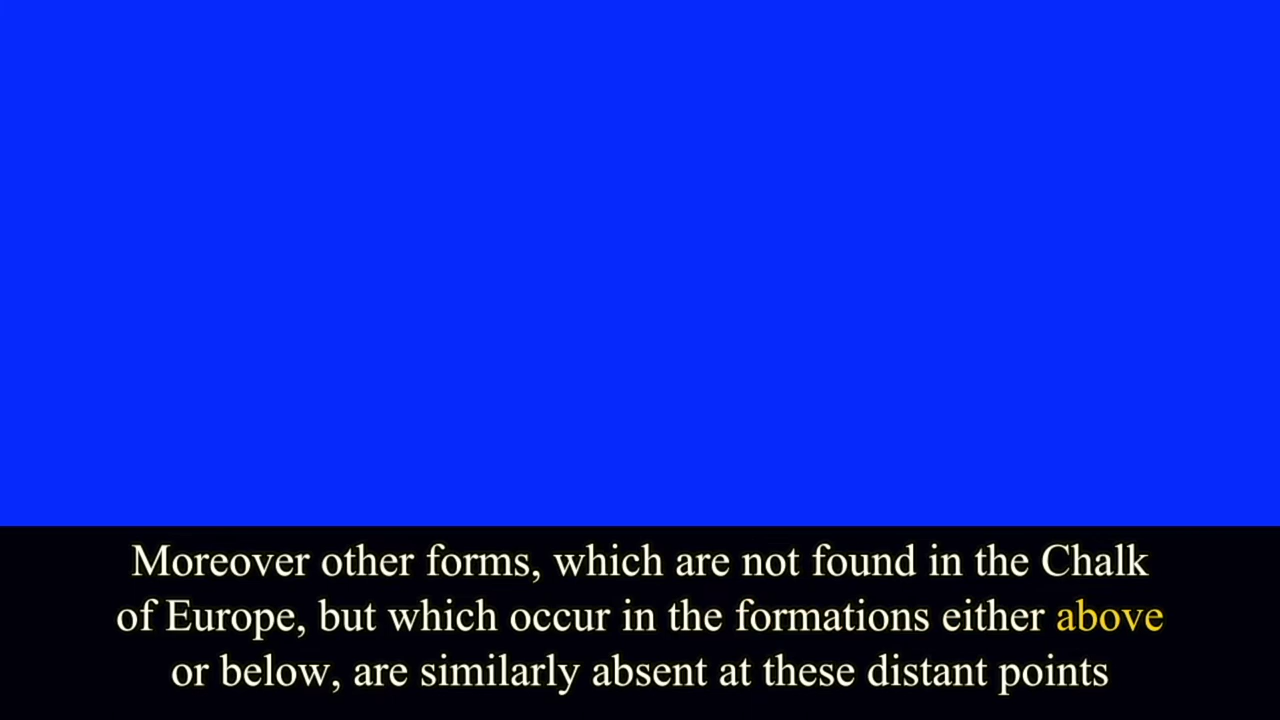 Moreover other forms, which are not found in the Chalk
of Europe, but which occur in the formations either above
or below, are similarly absent at these distant points